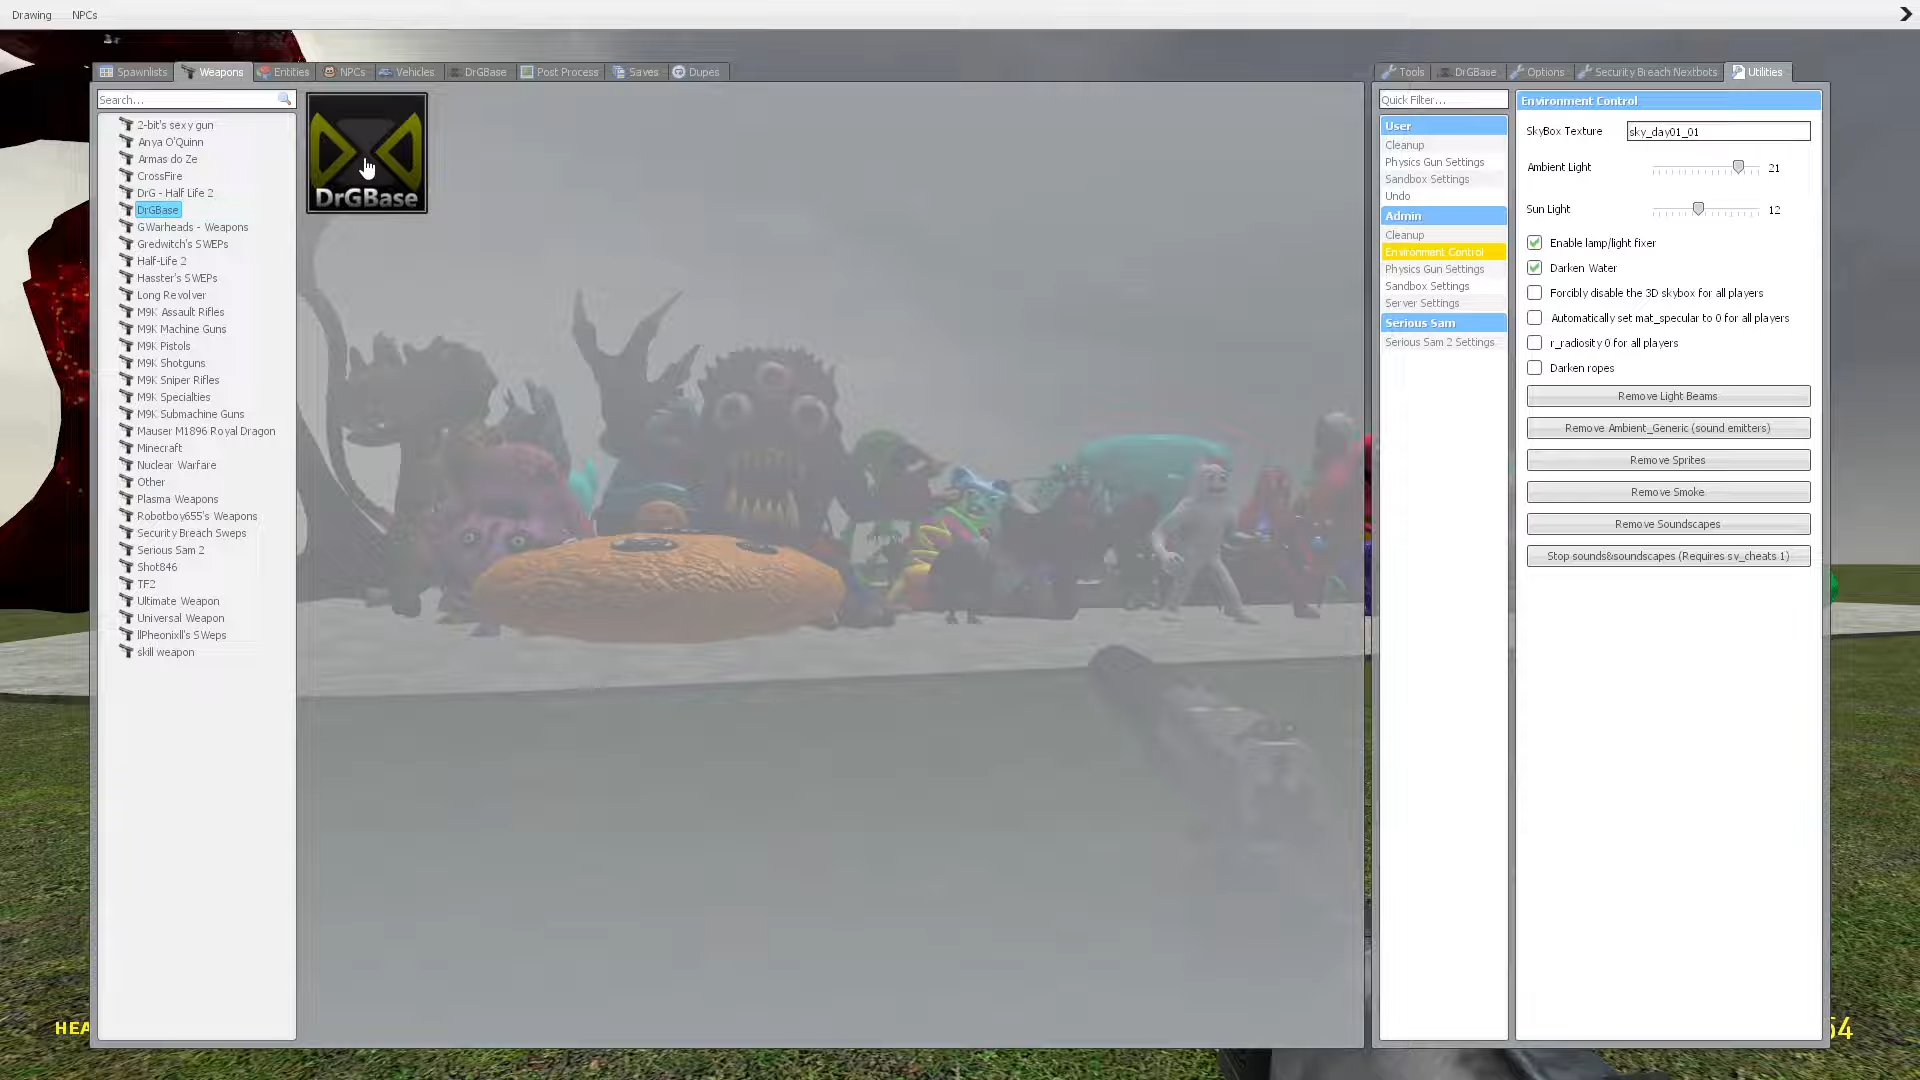 Drawing NPCs
Spawnlists Weapons Entities NPCs Vehicles DrGBase Post Process Saves Dupes
Search...
2-bit's sexy gun
Anya O'Quinn
Armas do Ze
CrossFire
DrG - Half Life 2
DrGBase
GWarheads - Weapons
Gredwitch's SWEPs
Half-Life 2
Hasster's SWEPs
Long Revolver
M9K Assault Rifles
M9K Machine Guns
M9K Pistols
M9K Shotguns
M9K Sniper Rifles
M9K Specialties
M9K Submachine Guns
Mauser M1896 Royal Dragon
Minecraft
Nuclear Warfare
Other
Plasma Weapons
Robotboy655's Weapons
Security Breach Sweps
Serious Sam 2
Shot846
TF2
Ultimate Weapon
Universal Weapon
llPheonixll's SWeps
skill weapon
DrGBase
Tools DrGBase Options Security Breach Nextbots Utilities
Quick Filter...
User
Cleanup
Physics Gun Settings
Sandbox Settings
Undo
Admin
Cleanup
Environment Control
Physics Gun Settings
Sandbox Settings
Server Settings
Serious Sam
Serious Sam 2 Settings
Environment Control
SkyBox Texture sky_day01_01
Ambient Light 21
Sun Light 12
Enable lamp/light fixer
Darken Water
Forcibly disable the 3D skybox for all players
Automatically set mat_specular to 0 for all players
r_radiosity 0 for all players
Darken ropes
Remove Light Beams
Remove Ambient_Generic (sound emitters)
Remove Sprites
Remove Smoke
Remove Soundscapes
Stop sounds&soundscapes (Requires sv_cheats 1)
HEA
54